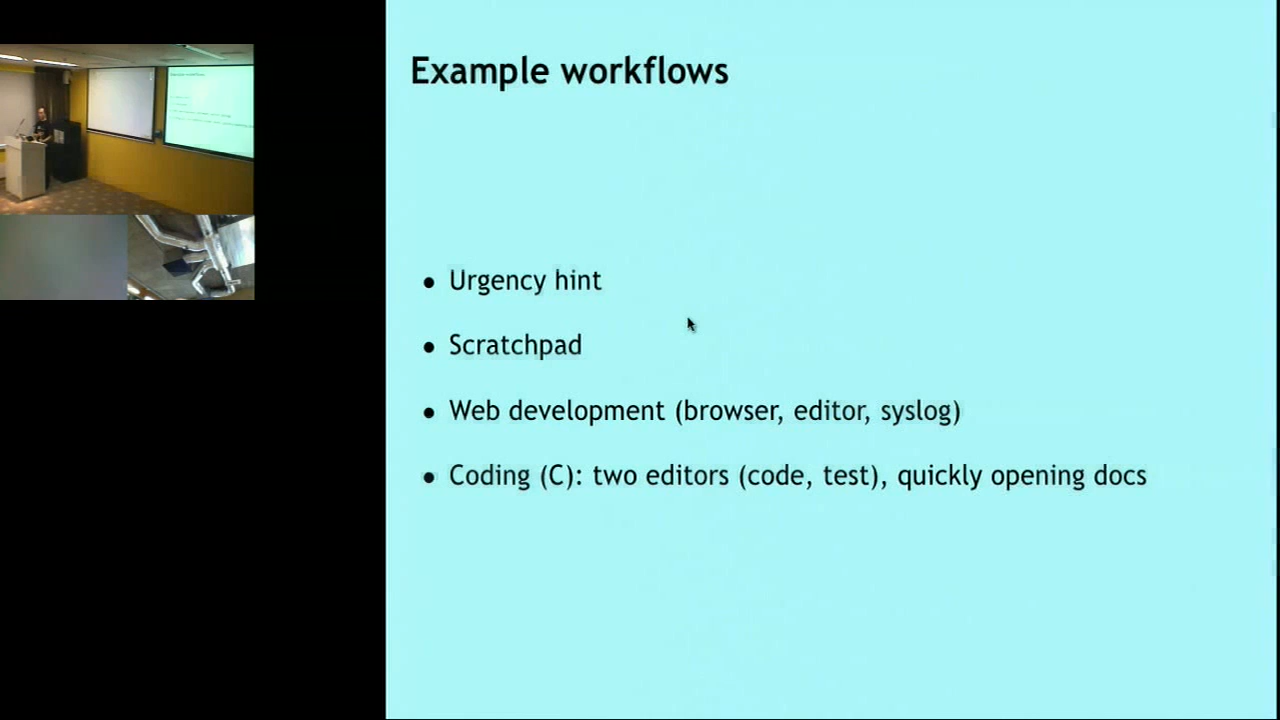 Example workflows
• Urgency hint
• Scratchpad
• Web development (browser, editor, syslog)
• Coding (C): two editors (code, test), quickly opening docs